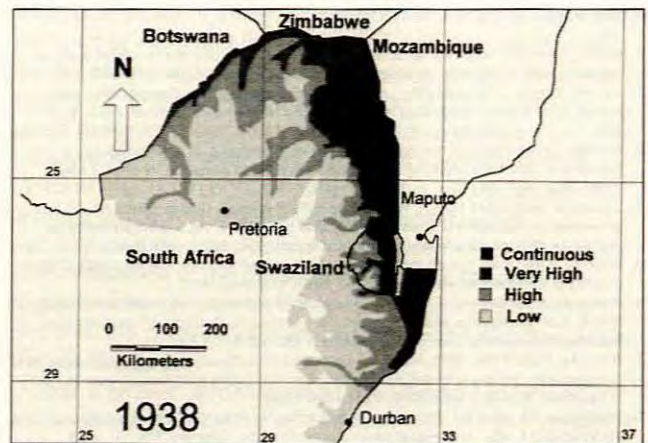 Zimbabwe
Botswana
Mozambique
N
25
Maputo
Pretoria
South Africa
Swaziland
Continuous
Very High
High
Low
0 100 200
Kilometers
29
1938
Durban
25 29 33 37